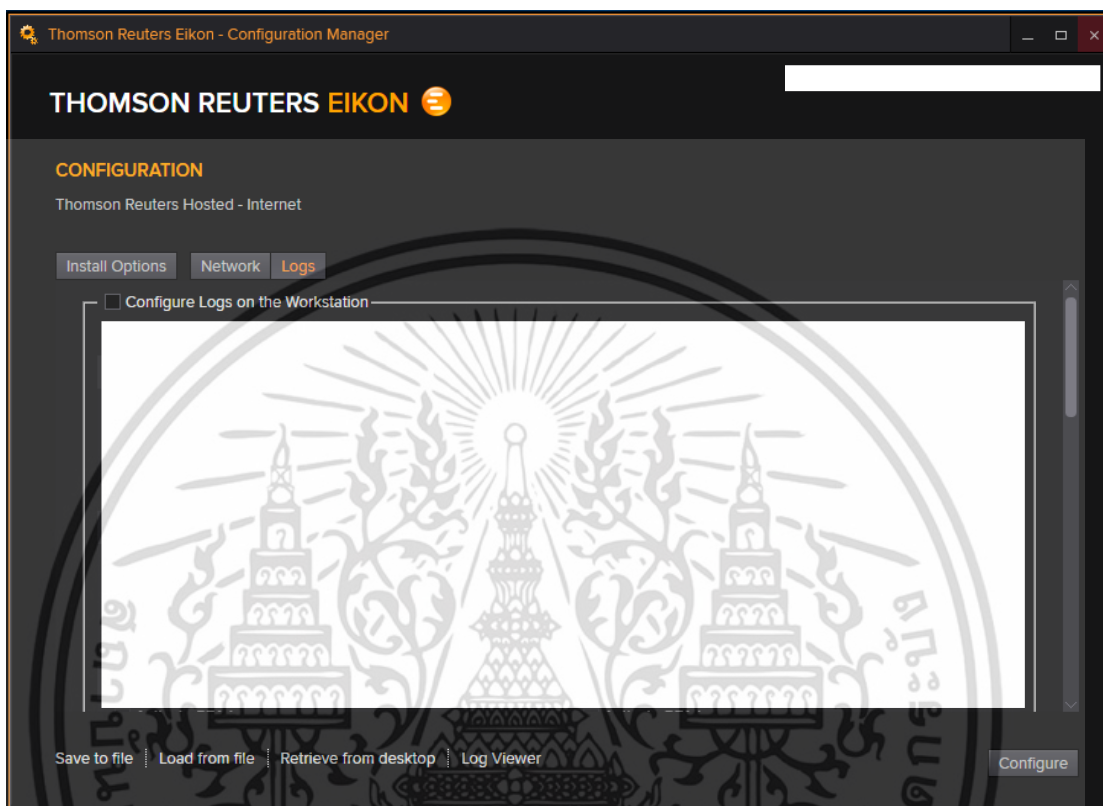 Thomson Reuters Eikon - Configuration Manager
THOMSON REUTERS EIKON
CONFIGURATION
Thomson Reuters Hosted - Internet
Install Options Network Logs
Configure Logs on the Workstation
Save to file Load from file Retrieve from desktop Log Viewer
Configure